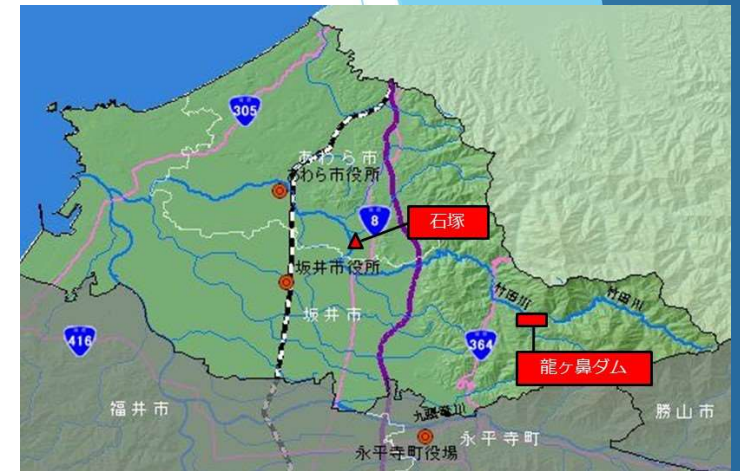 305
あわら市
あわら市役所
8
石塚
坂井市役所
竹田川
竹田川
坂井市
416
364
龍ヶ鼻ダム
福井市
九頭竜川
勝山市
永平寺町
永平寺町役場